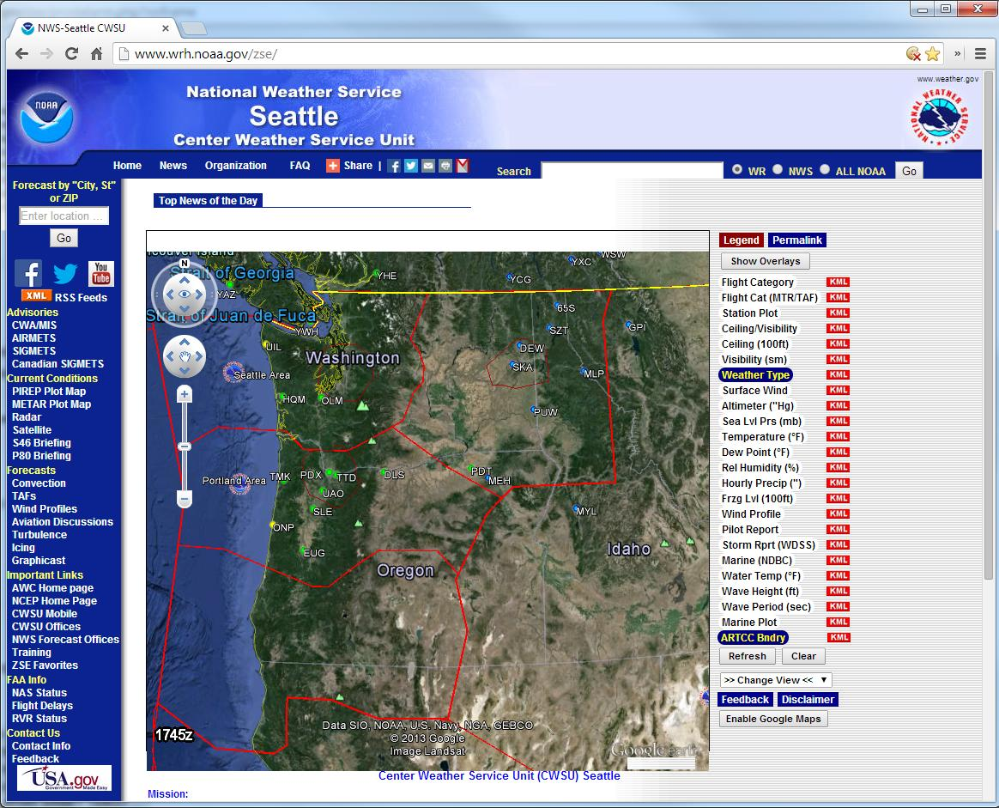 NWS-Seattle CWSU
www.wrh.noaa.gov/zse/
www.weather.gov
NOAA
National Weather Service
Seattle
Center Weather Service Unit
NATIONAL WEATHER SERVICE
Home News Organization FAQ Share | Search WR NWS ALL NOAA Go
Forecast by "City, St"
or ZIP
Enter location ...
Go
You
Tube
XML RSS Feeds
Advisories
CWA/MIS
AIRMETS
SIGMETS
Canadian SIGMETS
Current Conditions
PIREP Plot Map
METAR Plot Map
Radar
Satellite
S46 Briefing
P80 Briefing
Forecasts
Convection
TAFs
Wind Profiles
Aviation Discussions
Turbulence
Icing
Graphicast
Important Links
AWC Home page
NCEP Home Page
CWSU Mobile
CWSU Offices
NWS Forecast Offices
Training
ZSE Favorites
FAA Info
NAS Status
Flight Delays
RVR Status
Contact Us
Contact Info
Feedback
USA.gov
Government Made Easy
Top News of the Day
Island
N
WSW
YXC
Strait of Georgia
YHE
YCG
YAZ
65S
Strait of Juan de Fuca
YWH
SZT
GPI
UIL
DEW
Washington
SKA
Seattle Area
MLP
HQM
OLM
PUW
Portland Area
TMK
PDX
TTD
DLS
PDT
MEH
UAO
SLE
MYL
ONP
EUG
Idaho
Oregon
1745z
Data SIO, NOAA, U.S. Navy, NGA, GEBCO
© 2013 Google
Image Landsat
Google earth
Legend Permalink
Show Overlays
Flight Category KML
Flight Cat (MTR/TAF) KML
Station Plot KML
Ceiling/Visibility KML
Ceiling (100ft) KML
Visibility (sm) KML
Weather Type KML
Surface Wind KML
Altimeter ("Hg) KML
Sea Lvl Prs (mb) KML
Temperature (°F) KML
Dew Point (°F) KML
Rel Humidity (%) KML
Hourly Precip (") KML
Frzg Lvl (100ft) KML
Wind Profile KML
Pilot Report KML
Storm Rprt (WDSS) KML
Marine (NDBC) KML
Water Temp (°F) KML
Wave Height (ft) KML
Wave Period (sec) KML
Marine Plot KML
ARTCC Bndry KML
Refresh Clear
>> Change View <<
Feedback Disclaimer
Enable Google Maps
Center Weather Service Unit (CWSU) Seattle
Mission: